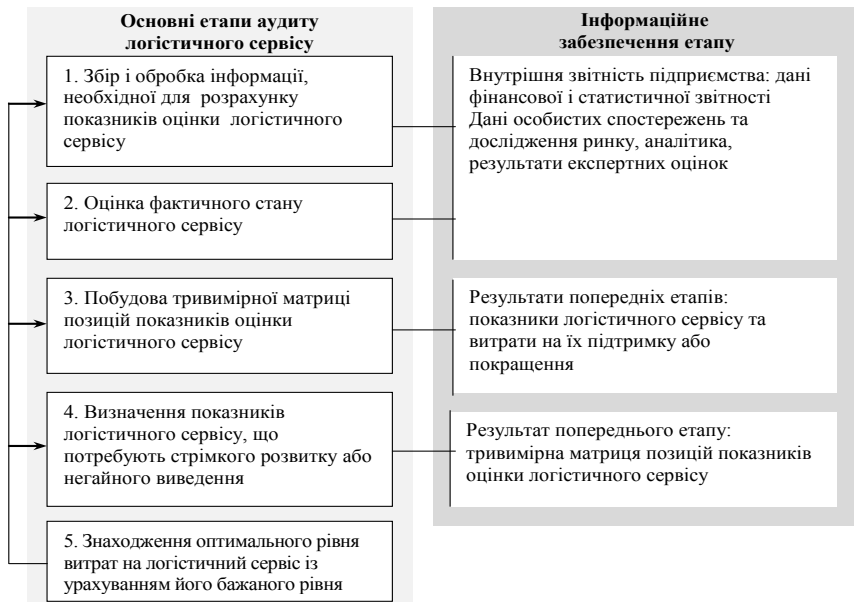 Основні етапи аудиту
логістичного сервісу
1. Збір і обробка інформації,
необхідної для розрахунку
показників оцінки логістичного
сервісу
2. Оцінка фактичного стану
логістичного сервісу
3. Побудова тривимірної матриці
позицій показників оцінки
логістичного сервісу
4. Визначення показників
логістичного сервісу, що
потребують стрімкого розвитку або
негайного виведення
5. Знаходження оптимального рівня
витрат на логістичний сервіс із
урахуванням його бажаного рівня
Інформаційне
забезпечення етапу
Внутрішня звітність підприємства: дані
фінансової і статистичної звітності
Дані особистих спостережень та
дослідження ринку, аналітика,
результати експертних оцінок
Результати попередніх етапів:
показники логістичного сервісу та
витрати на їх підтримку або
покращення
Результат попереднього етапу:
тривимірна матриця позицій показників
оцінки логістичного сервісу